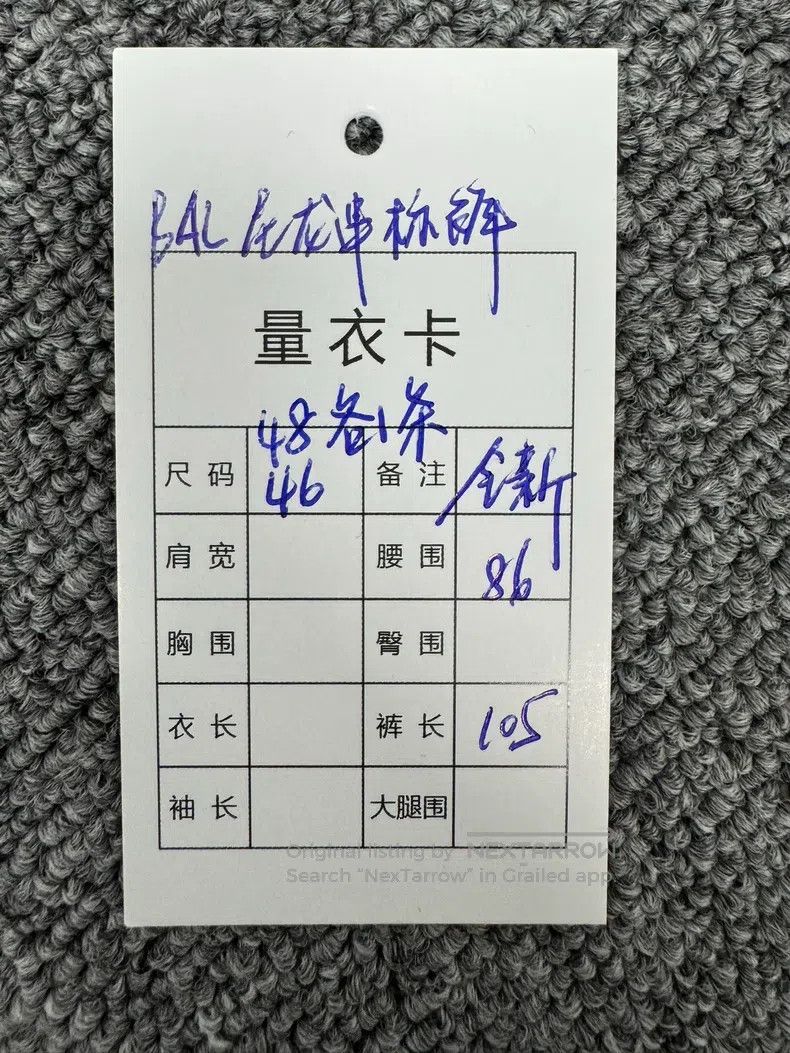 BAL 尼龙串标裤
量衣卡
48 各1条
尺码 46 备注 全新
肩宽 腰围 86
胸围 臀围
衣长 裤长 105
袖长 大腿围
Original listing by NEXTARROW
Search "NexTarrow" in Grailed app